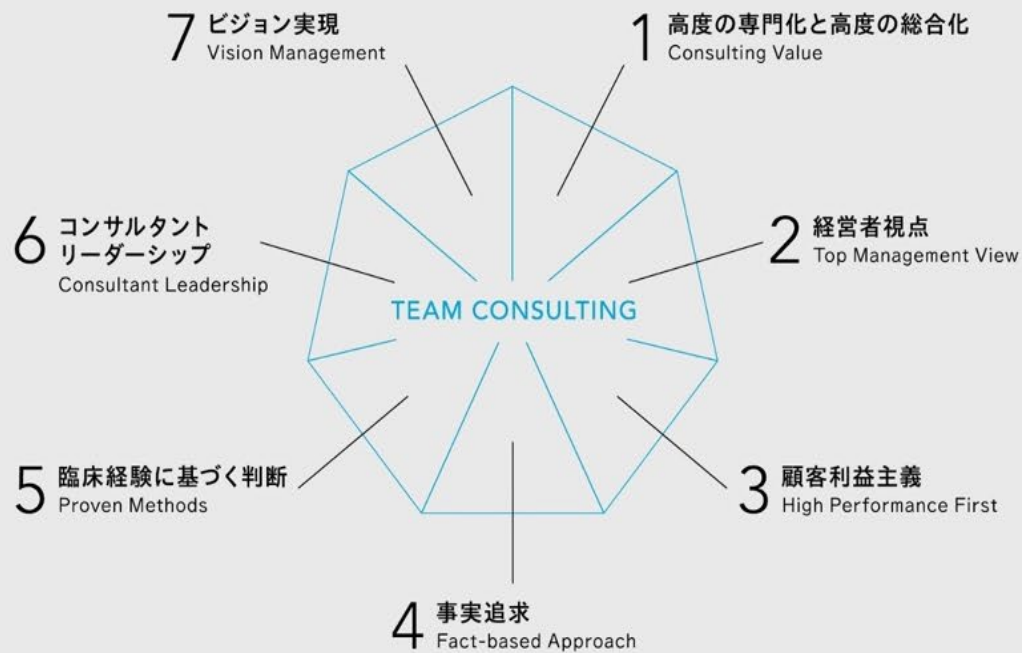 7 ビジョン実現
Vision Management
1 高度の専門化と高度の総合化
Consulting Value
6 コンサルタント
リーダーシップ
Consultant Leadership
2 経営者視点
Top Management View
TEAM CONSULTING
5 臨床経験に基づく判断
Proven Methods
3 顧客利益主義
High Performance First
4 事実追求
Fact-based Approach